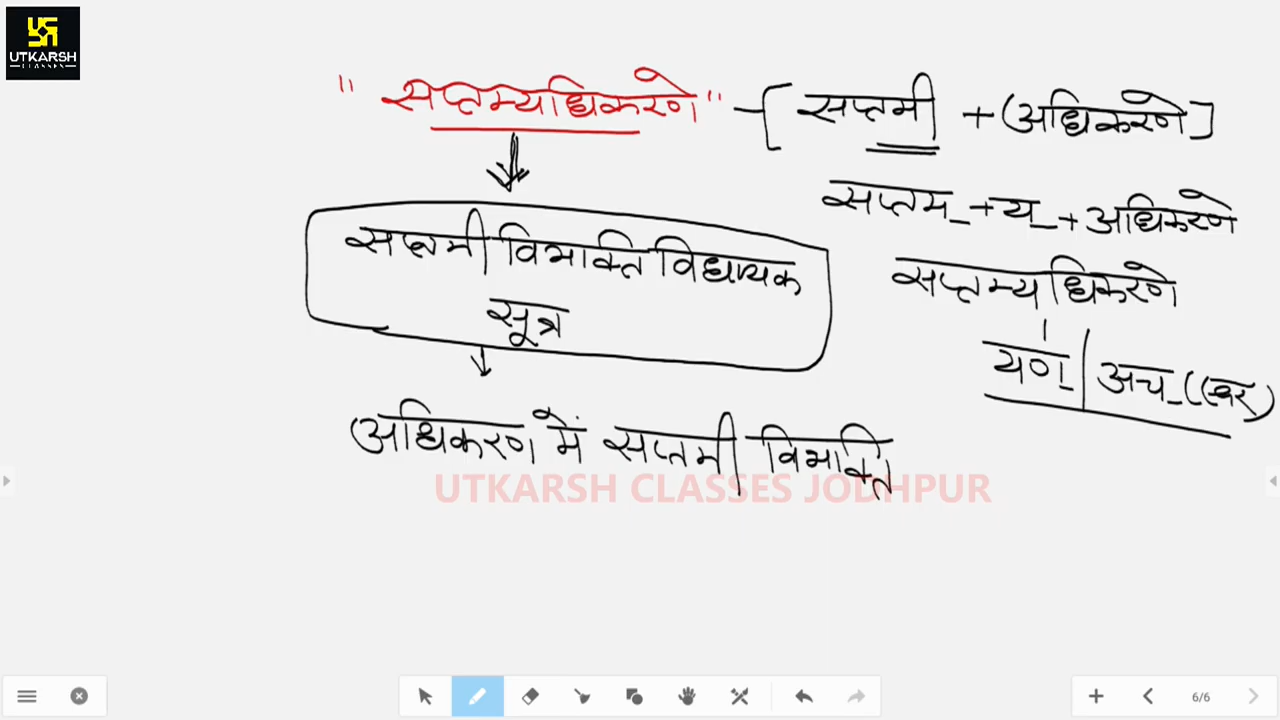 UTKARSH
CLASSES
" सप्तम्यधिकरणे " - [ सप्तमी + (अधिकरणे ]
सप्तम् + य् + अधिकरणे
सप्तम्यधिकरणे
यण् | अच् (स्वर)
सप्तमी विभक्ति विधायक
सूत्र
अधिकरण में सप्तमी विभक्ति
UTKARSH CLASSES JODHPUR
6/6